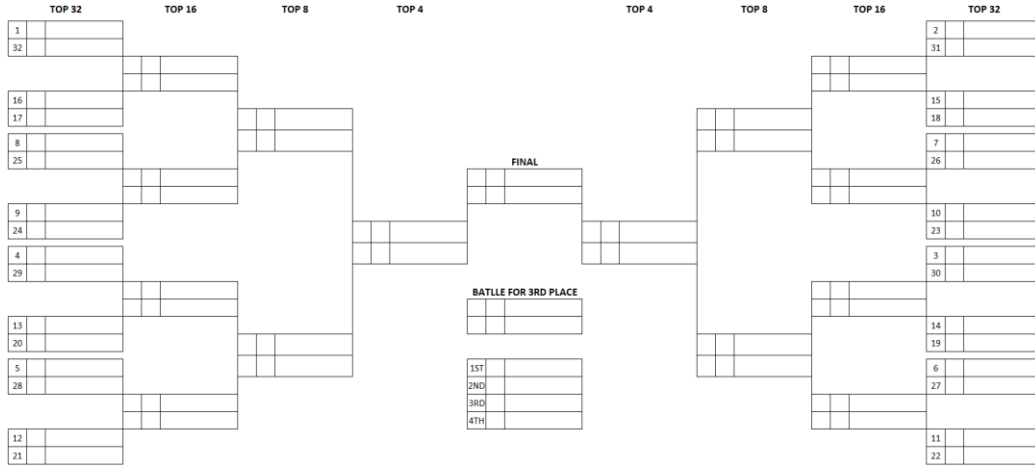 TOP 32 TOP 16 TOP 8 TOP 4 TOP 4 TOP 8 TOP 16 TOP 32
1 2
32 31
16 15
17 18
8 7
25 26
FINAL
9 10
24 23
4 3
29 30
BATLLE FOR 3RD PLACE
13 14
20 19
5 1ST 6
28 2ND 27
3RD
4TH
12 11
21 22